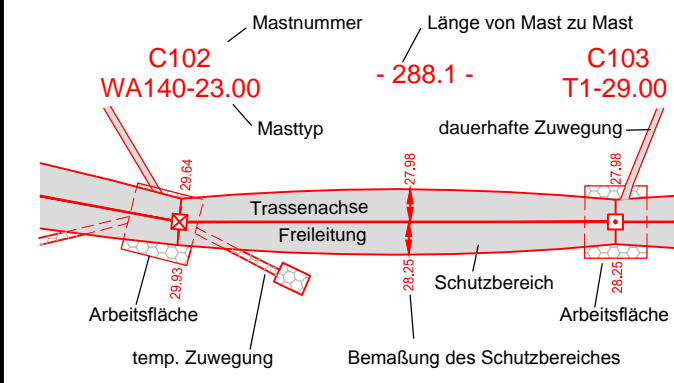 Mastnummer
Länge von Mast zu Mast
C102
- 288.1 -
C103
WA140-23.00
T1-29.00
Masttyp
dauerhafte Zuwegung
29.64
27.98
27.98
Trassenachse
Freileitung
29.93
28.25
28.25
Schutzbereich
Arbeitsfläche
Arbeitsfläche
temp. Zuwegung
Bemaßung des Schutzbereiches